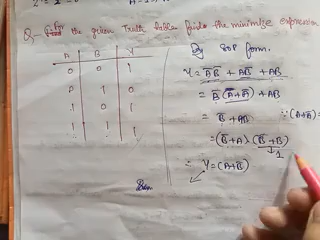 Q- for the given Truth table find the minimize expression
A B Y
0 0 1
0 1 0
1 0 1
1 1 1
By SOP form.
Y = A̅B̅ + AB̅ + AB
= B̅ (A + A̅) + AB
= B̅ + AB ∵ (A+A̅) =
= (B̅ + A) (B̅ + B)
↓ 1
∴ Y = (A + B̅)